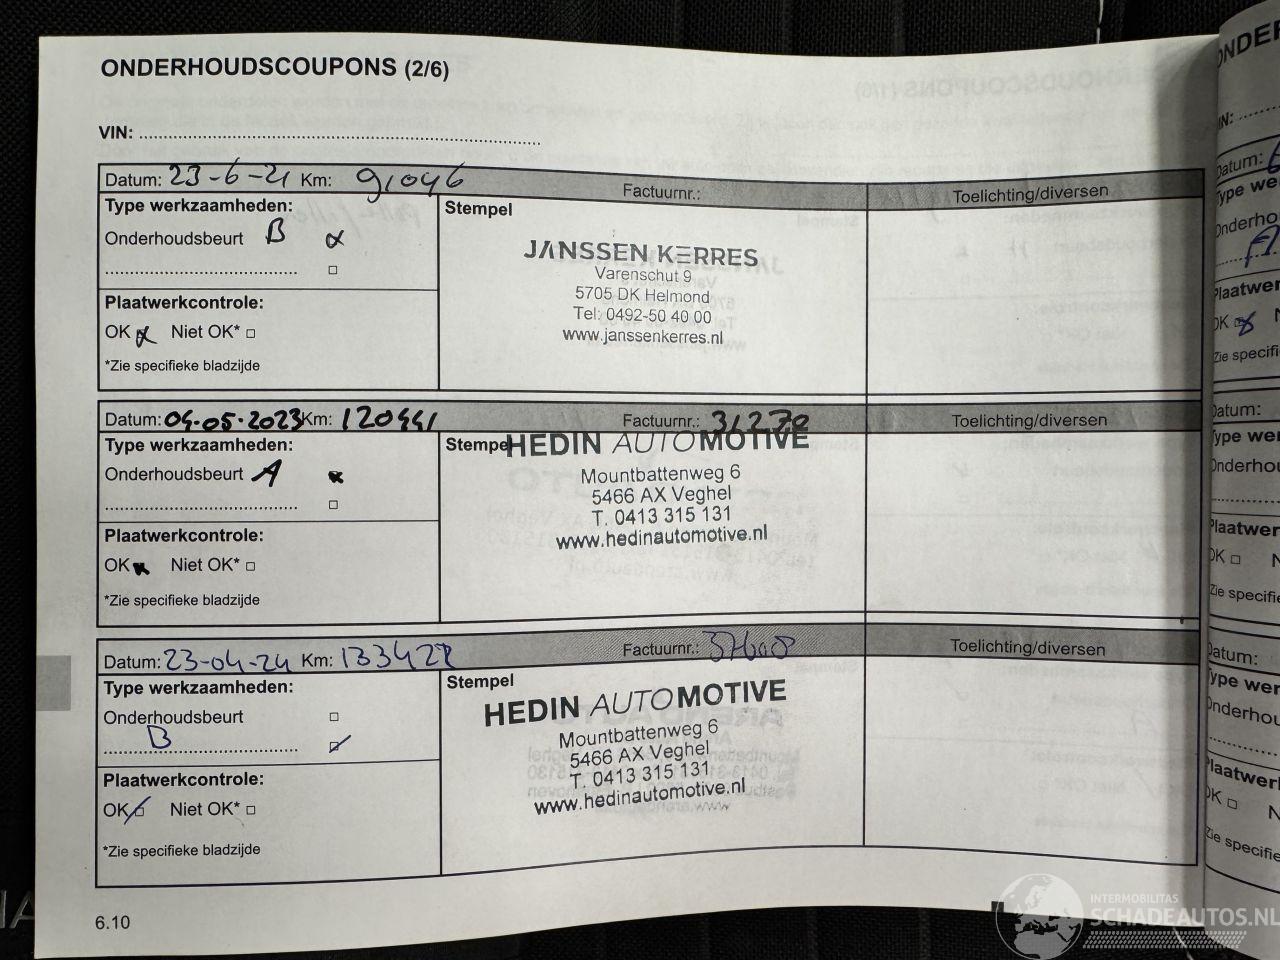 ONDERHOUDSCOUPONS (2/6)
VIN:
Datum: 23-6-21 Km: 91046 Factuurnr.: Toelichting/diversen
Type werkzaamheden: Stempel
Onderhoudsbeurt B
JANSSEN KERRES
Varenschut 9
5705 DK Helmond
Tel: 0492-50 40 00
www.janssenkerres.nl
Plaatwerkcontrole:
OK Niet OK*
*Zie specifieke bladzijde
Datum: 04-05-2023 Km: 120441 Factuurnr.: 31270 Toelichting/diversen
Type werkzaamheden: Stempel
Onderhoudsbeurt A
HEDIN AUTOMOTIVE
Mountbattenweg 6
5466 AX Veghel
T. 0413 315 131
www.hedinautomotive.nl
Plaatwerkcontrole:
OK Niet OK*
*Zie specifieke bladzijde
Datum: 23-04-24 Km: 133427 Factuurnr.: Toelichting/diversen
Type werkzaamheden: Stempel
Onderhoudsbeurt
B
HEDIN AUTOMOTIVE
Mountbattenweg 6
5466 AX Veghel
T. 0413 315 131
www.hedinautomotive.nl
Plaatwerkcontrole:
OK Niet OK*
*Zie specifieke bladzijde
6.10
INTERMOBILITAS
SCHADEAUTOS.NL